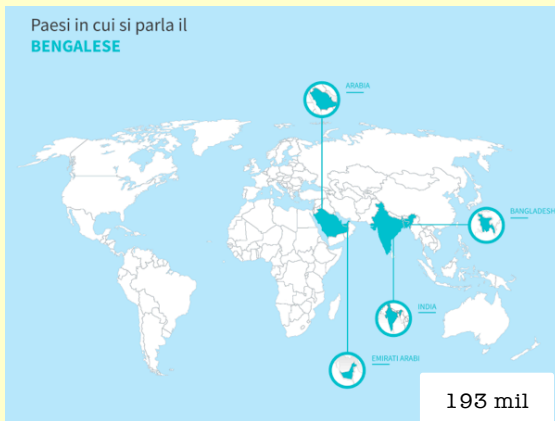 Paesi in cui si parla il
BENGALESE
ARABIA
BANGLADESH
INDIA
EMIRATI ARABI
193 mil